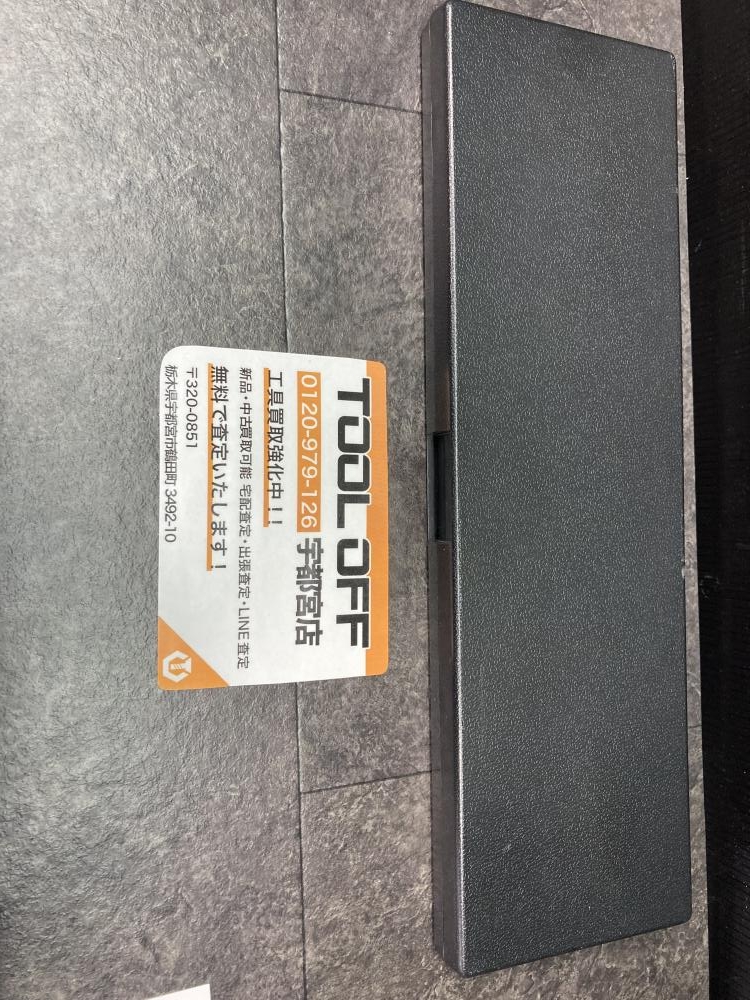 TOOL OFF
0120-979-126 宇都宮店
工具買取強化中!!
新品・中古買取可能 宅配査定・出張査定・LINE査定
無料で査定いたします!
〒320-0851
栃木県宇都宮市鶴田町 3492-10